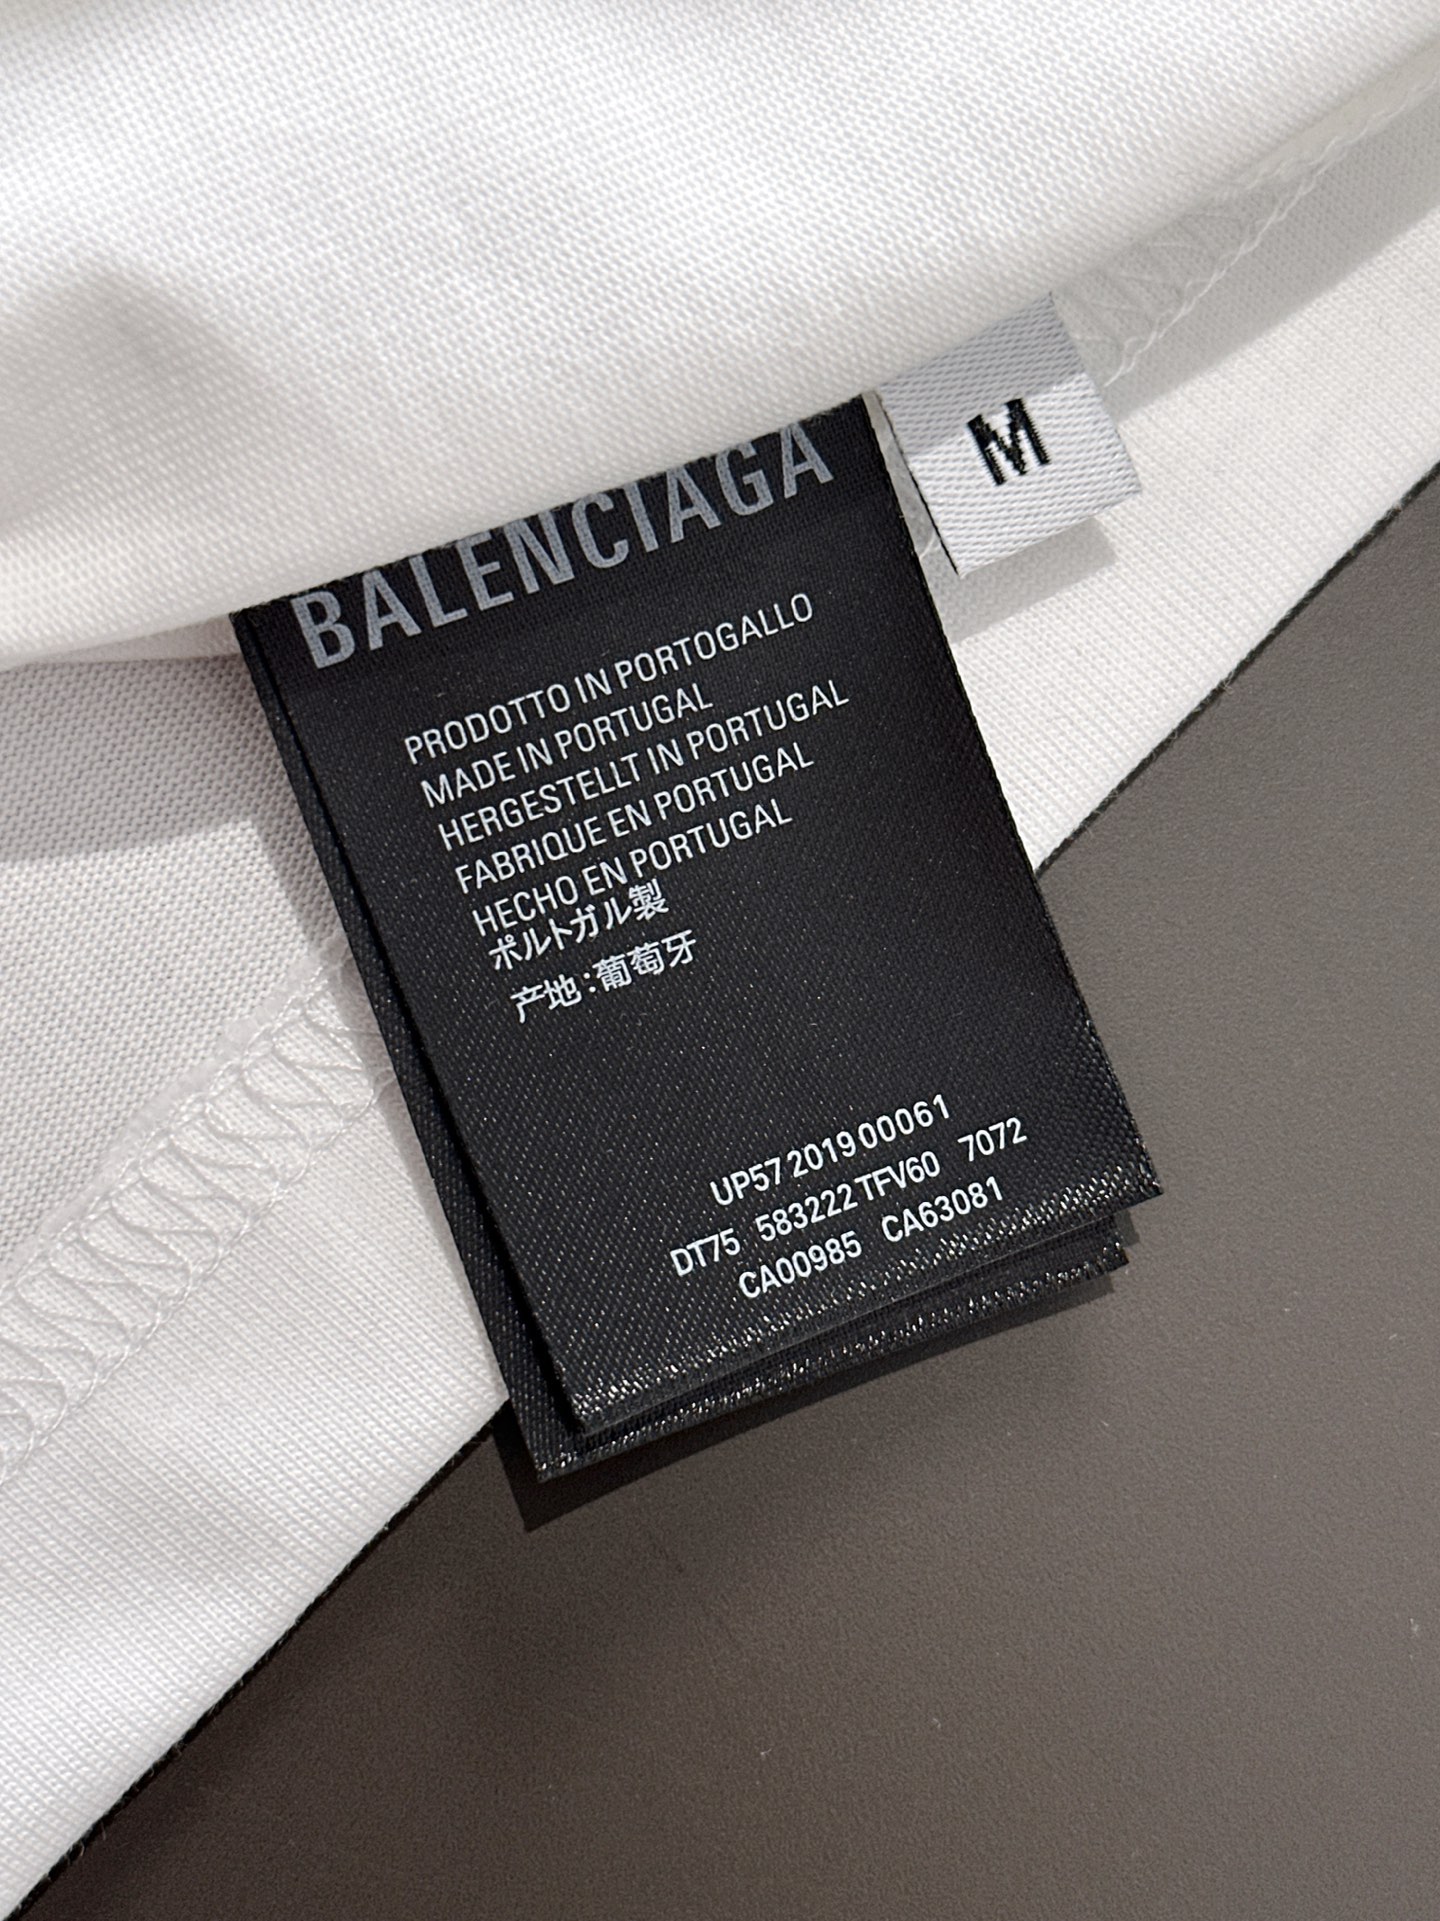 BALENCIAGA
M
PRODOTTO IN PORTOGALLO
MADE IN PORTUGAL
HERGESTELLT IN PORTUGAL
FABRIQUE EN PORTUGAL
HECHO EN PORTUGAL
ポルトガル製
产地:葡萄牙
UP57 2019 00061
DT75 583222 TFV60 7072
CA00985 CA63081